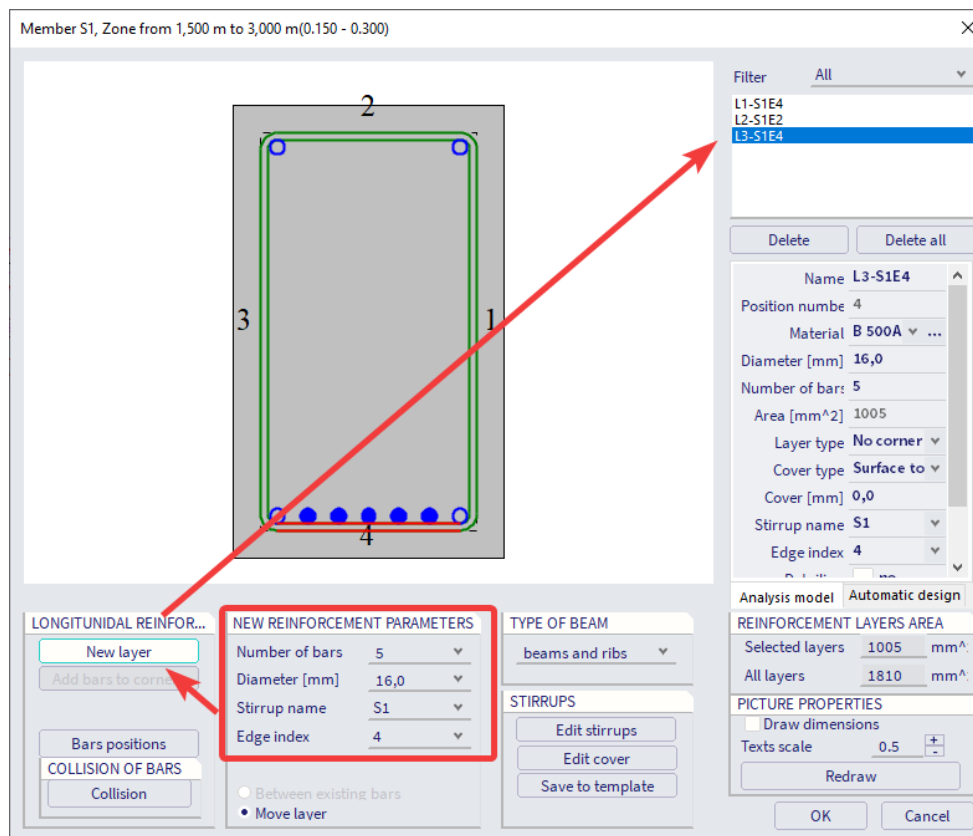 Member S1, Zone from 1,500 m to 3,000 m(0.150 - 0.300)
2
3
1
4
Filter All
L1-S1E4
L2-S1E2
L3-S1E4
Delete Delete all
Name L3-S1E4
Position numbe 4
Material B 500A ...
Diameter [mm] 16,0
Number of bars 5
Area [mm^2] 1005
Layer type No corner
Cover type Surface to
Cover [mm] 0,0
Stirrup name S1
Edge index 4
no
Analysis model Automatic design
LONGITUNIDAL REINFOR...
New layer
Add bars to corne
Bars positions
COLLISION OF BARS
Collision
NEW REINFORCEMENT PARAMETERS
Number of bars 5
Diameter [mm] 16,0
Stirrup name S1
Edge index 4
Between existing bars
Move layer
TYPE OF BEAM
beams and ribs
STIRRUPS
Edit stirrups
Edit cover
Save to template
REINFORCEMENT LAYERS AREA
Selected layers 1005 mm^
All layers 1810 mm^
PICTURE PROPERTIES
Draw dimensions
Texts scale 0.5 + -
Redraw
OK Cancel